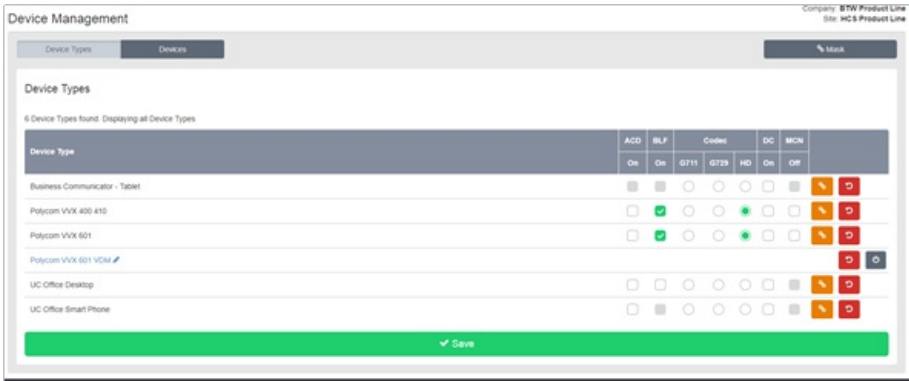 Company: BTW Product Line
Device Management
Site: HCS Product Line
Device Types
Devices
Mask
Device Types
6 Device Types found. Displaying all Device Types
Device Type
ACD BLF Codec DC MCN
On On G711 G729 HD On Off
Business Communicator - Tablet
Polycom VVX 400 410
Polycom VVX 601
Polycom VVX 601 VDM
UC Office Desktop
UC Office Smart Phone
Save